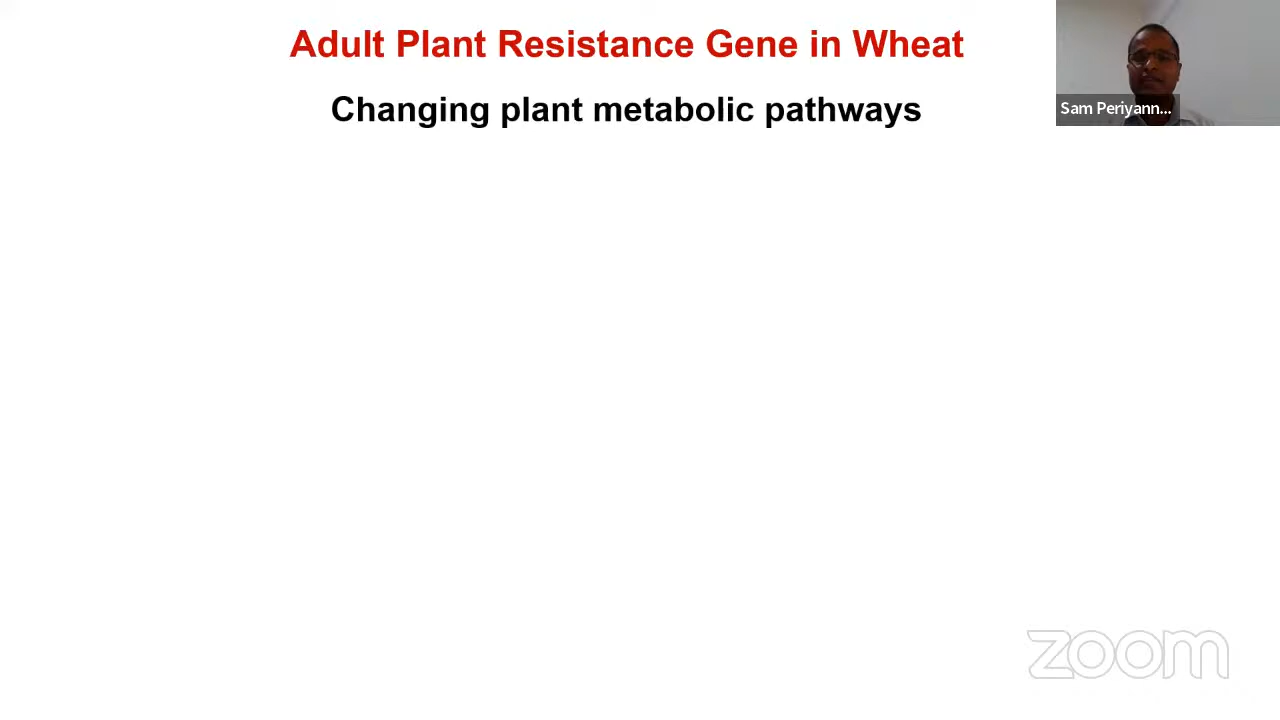 Adult Plant Resistance Gene in Wheat
Changing plant metabolic pathways
Sam Periyann...
zoom